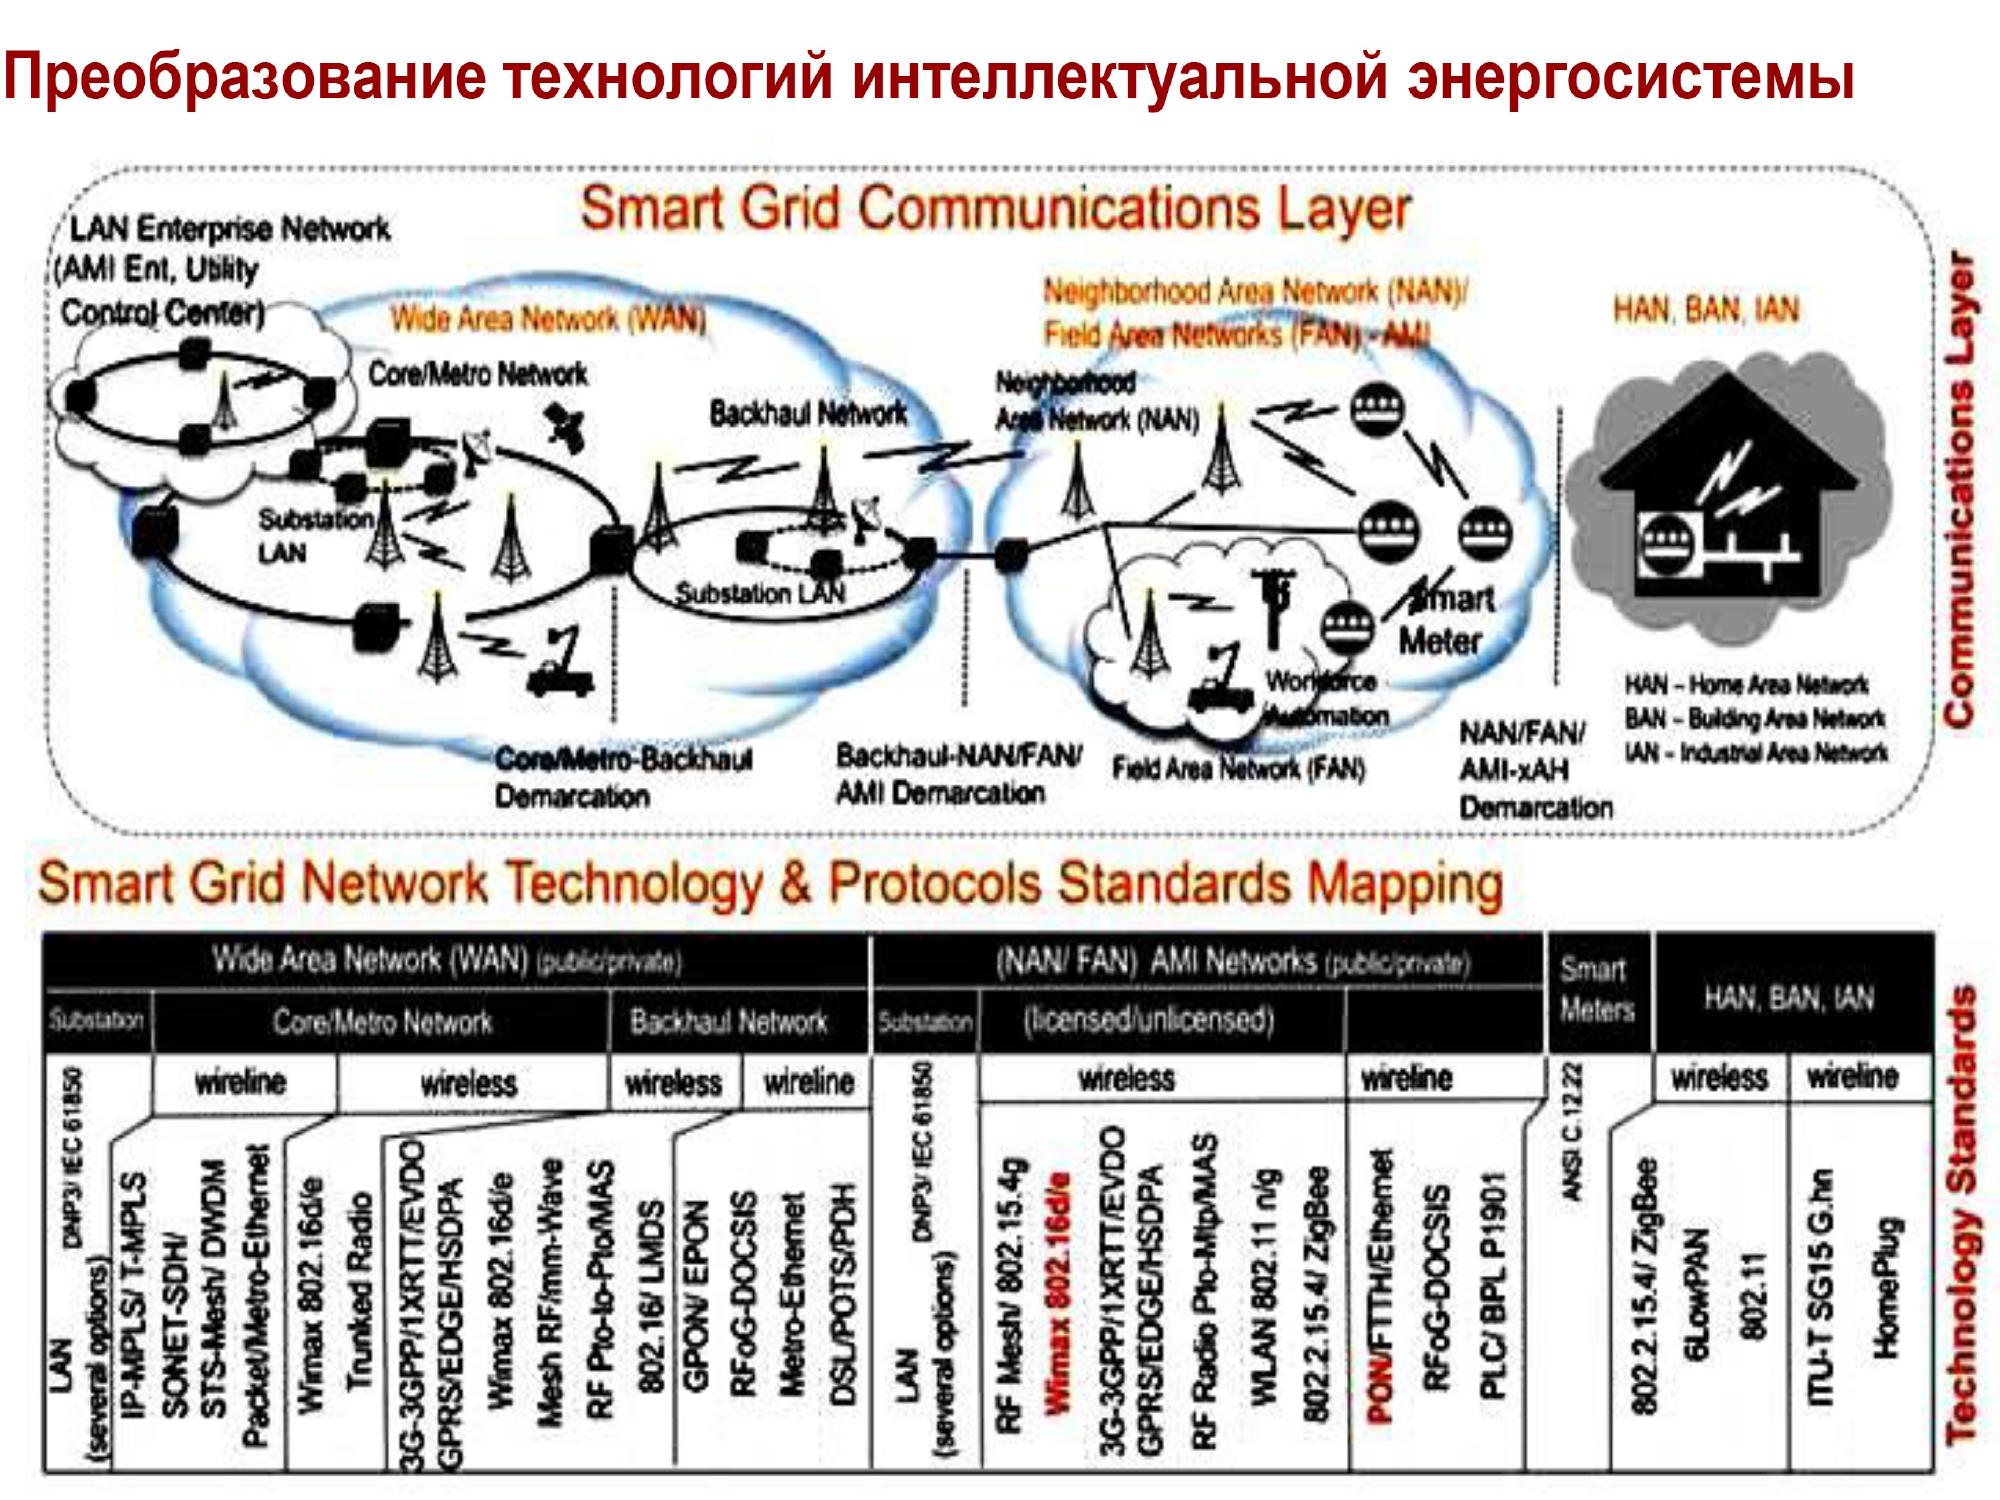 Преобразование технологий интеллектуальной энергосистемы
Smart Grid Communications Layer
LAN Enterprise Network
(AMI Ent, Utility
Control Center)
Wide Area Network (WAN)
Neighborhood Area Network (NAN)/
Field Area Networks (FAN) - AMI
HAN, BAN, IAN
Core/Metro Network
Backhaul Network
Neighborhood
Area Network (NAN)
Substation
LAN
Substation LAN
Smart
Meter
Workforce
Automation
Field Area Network (FAN)
Core/Metro-Backhaul
Demarcation
Backhaul-NAN/FAN/
AMI Demarcation
NAN/FAN/
AMI-xAH
Demarcation
HAN – Home Area Network
BAN – Building Area Network
IAN – Industrial Area Network
Communications Layer
Smart Grid Network Technology & Protocols Standards Mapping
Wide Area Network (WAN) (public/private)
(NAN/ FAN) AMI Networks (public/private)
Smart
Meters
HAN, BAN, IAN
Substation
Core/Metro Network
Backhaul Network
Substation
(licensed/unlicensed)
wireline
wireless
wireless
wireline
wireless
wireline
wireless
wireline
LAN
DNP3/ IEC 61850
(several options)
IP-MPLS/ T-MPLS
SONET-SDH/
STS-Mesh/ DWDM
Packet/Metro-Ethernet
Wimax 802.16d/e
Trunked Radio
3G-3GPP/1XRTT/EVDO
GPRS/EDGE/HSDPA
Wimax 802.16d/e
Mesh RF/mm-Wave
RF Pto-to-Pto/MAS
802.16/ LMDS
GPON/ EPON
RFoG-DOCSIS
Metro-Ethernet
DSL/POTS/PDH
LAN
DNP3/ IEC 61850
(several options)
RF Mesh/ 802.15.4g
Wimax 802.16d/e
3G-3GPP/1XRTT/EVDO
GPRS/EDGE/HSDPA
RF Radio Pto-Mtp/MAS
WLAN 802.11 n/g
802.2.15.4/ ZigBee
PON/FTTH/Ethernet
RFoG-DOCSIS
PLC/ BPL P1901
ANSI C. 12.22
802.2.15.4/ ZigBee
6LowPAN
802.11
ITU-T SG15 G.hn
HomePlug
Technology Standards